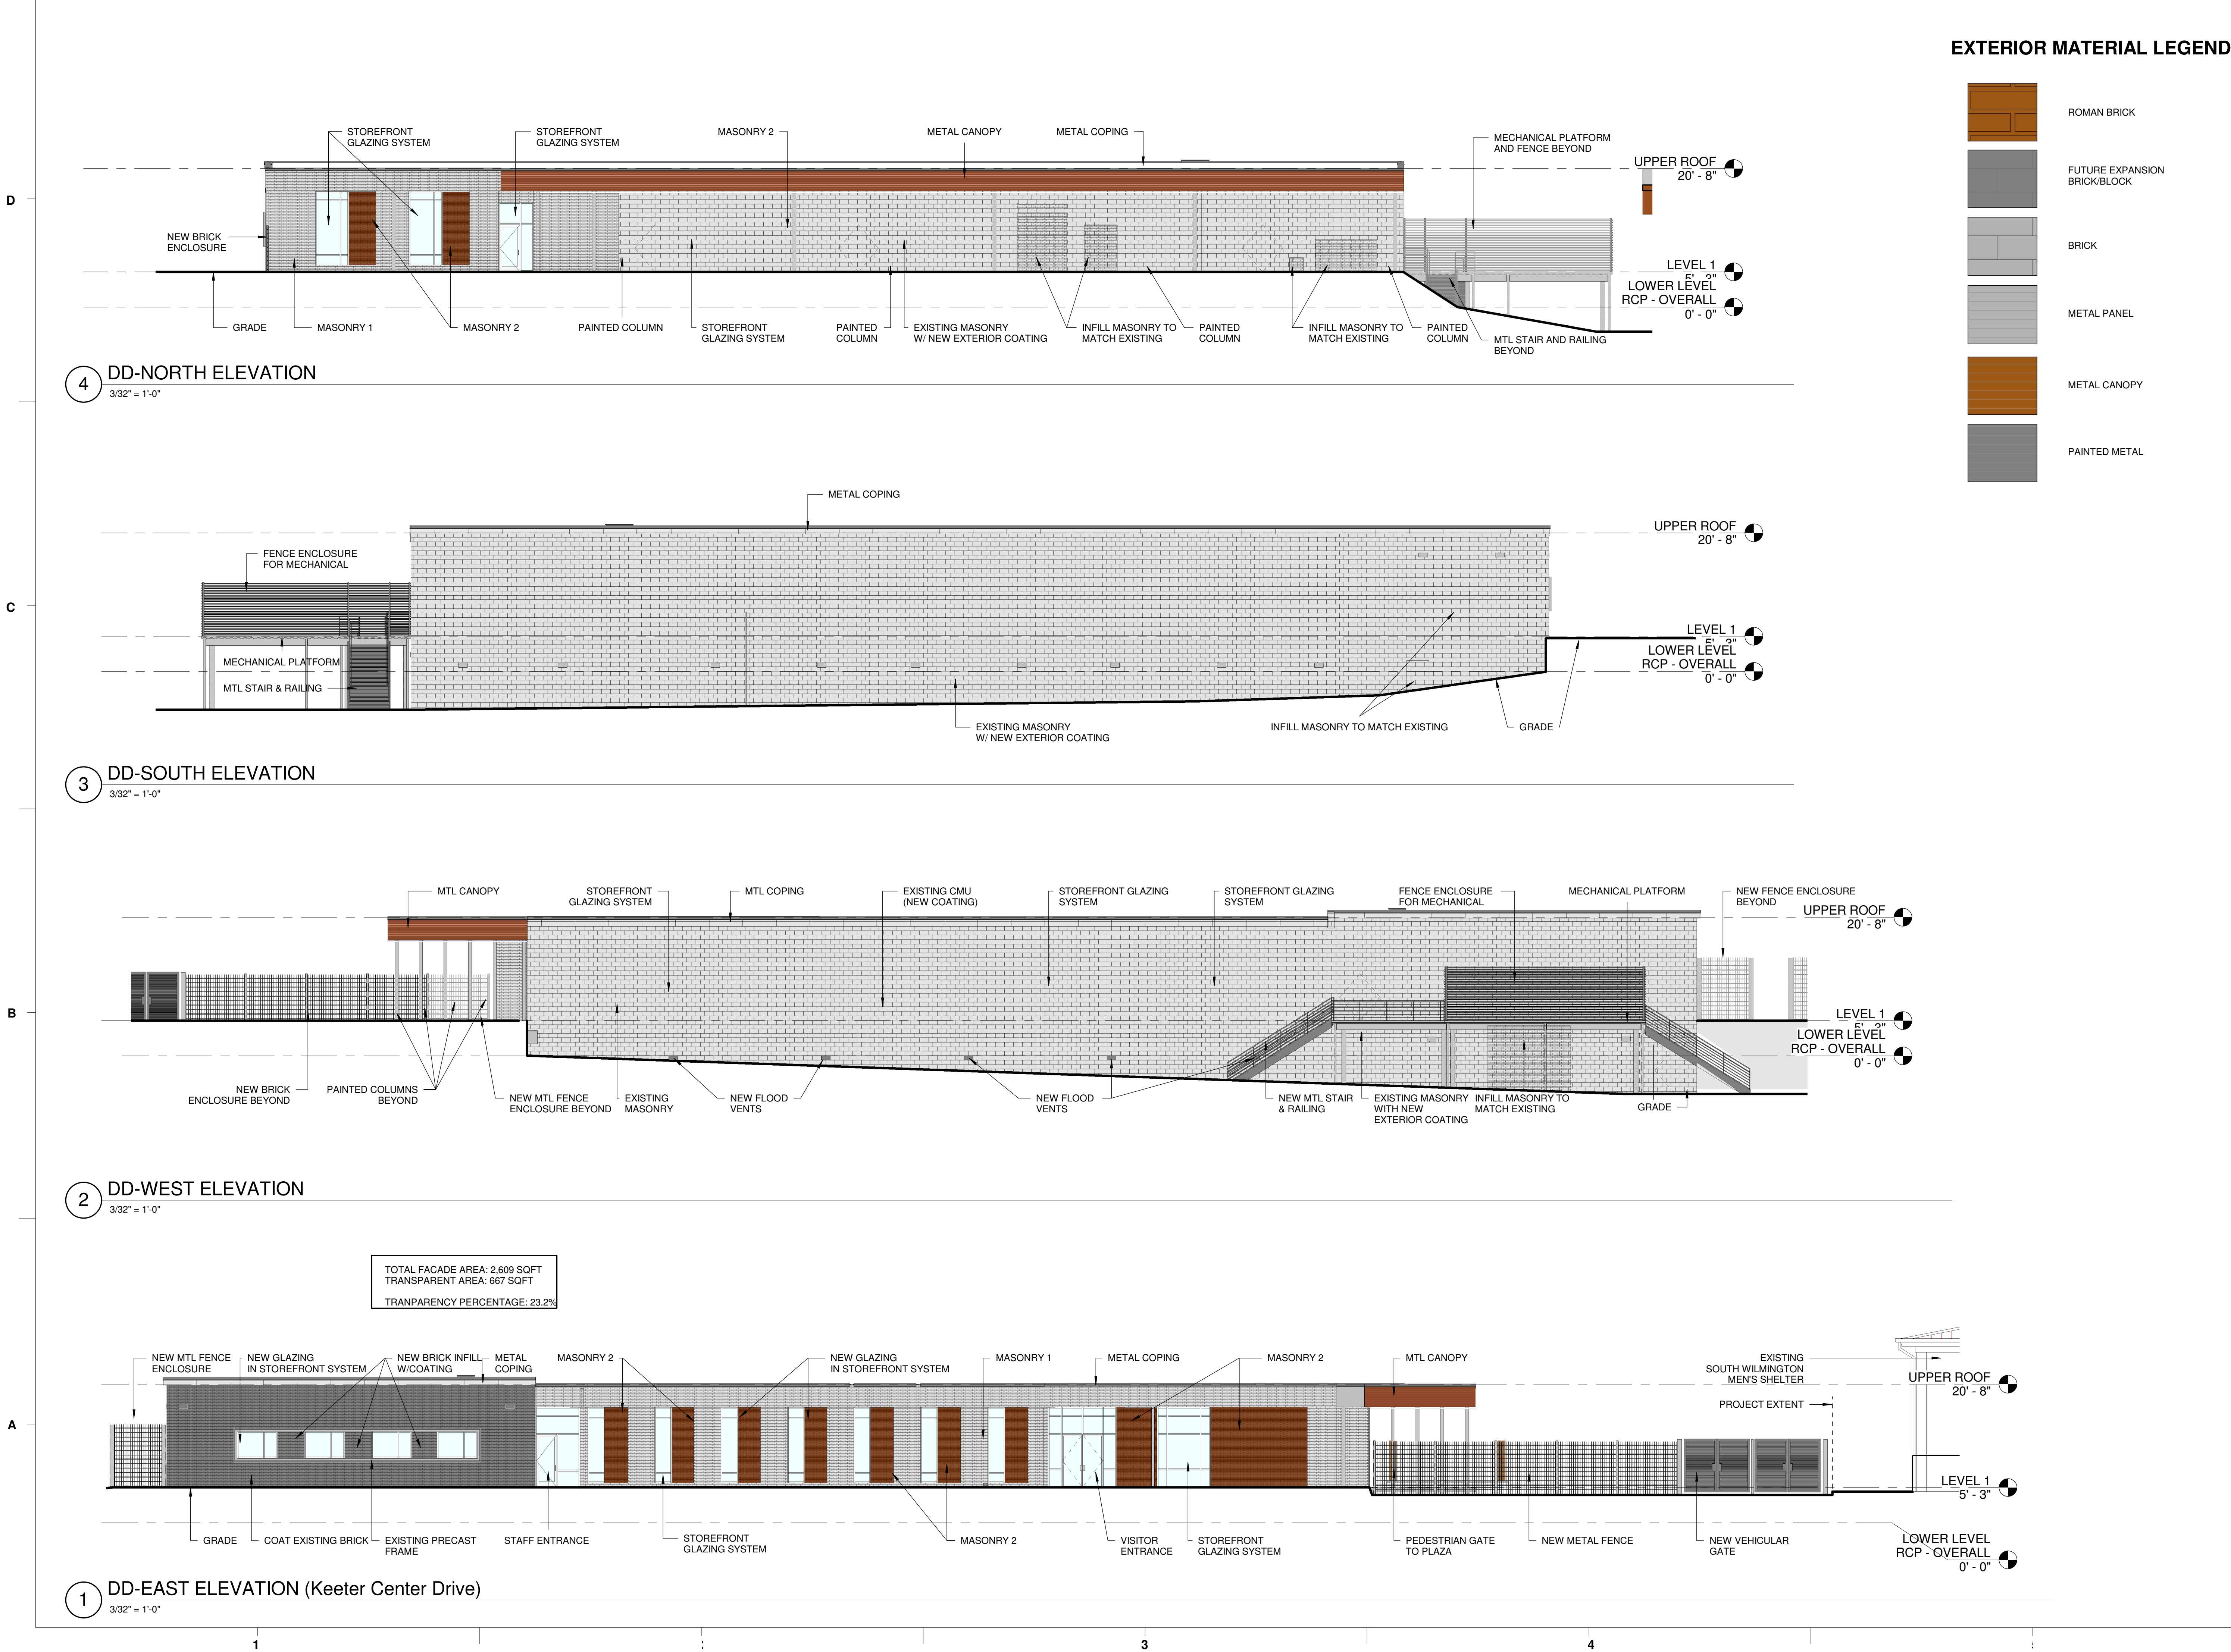 EXTERIOR MATERIAL LEGEND
ROMAN BRICK
FUTURE EXPANSION
BRICK/BLOCK
BRICK
METAL PANEL
METAL CANOPY
PAINTED METAL
D
STOREFRONT
GLAZING SYSTEM
STOREFRONT
GLAZING SYSTEM
MASONRY 2
METAL CANOPY
METAL COPING
MECHANICAL PLATFORM
AND FENCE BEYOND
UPPER ROOF
20' - 8"
NEW BRICK
ENCLOSURE
LEVEL 1
5' - 3"
LOWER LEVEL
RCP - OVERALL
0' - 0"
GRADE
MASONRY 1
MASONRY 2
PAINTED COLUMN
STOREFRONT
GLAZING SYSTEM
PAINTED
COLUMN
EXISTING MASONRY
W/ NEW EXTERIOR COATING
INFILL MASONRY TO
MATCH EXISTING
PAINTED
COLUMN
INFILL MASONRY TO
MATCH EXISTING
PAINTED
COLUMN
MTL STAIR AND RAILING
BEYOND
4
DD-NORTH ELEVATION
3/32" = 1'-0"
C
METAL COPING
UPPER ROOF
20' - 8"
FENCE ENCLOSURE
FOR MECHANICAL
LEVEL 1
5' - 3"
LOWER LEVEL
RCP - OVERALL
0' - 0"
MECHANICAL PLATFORM
MTL STAIR & RAILING
EXISTING MASONRY
W/ NEW EXTERIOR COATING
INFILL MASONRY TO MATCH EXISTING
GRADE
3
DD-SOUTH ELEVATION
3/32" = 1'-0"
B
MTL CANOPY
STOREFRONT
GLAZING SYSTEM
MTL COPING
EXISTING CMU
(NEW COATING)
STOREFRONT GLAZING
SYSTEM
STOREFRONT GLAZING
SYSTEM
FENCE ENCLOSURE
FOR MECHANICAL
MECHANICAL PLATFORM
NEW FENCE ENCLOSURE
BEYOND
UPPER ROOF
20' - 8"
LEVEL 1
5' - 3"
LOWER LEVEL
RCP - OVERALL
0' - 0"
NEW BRICK
ENCLOSURE BEYOND
PAINTED COLUMNS
BEYOND
NEW MTL FENCE
ENCLOSURE BEYOND
EXISTING
MASONRY
NEW FLOOD
VENTS
NEW FLOOD
VENTS
NEW MTL STAIR
& RAILING
EXISTING MASONRY
WITH NEW
EXTERIOR COATING
INFILL MASONRY TO
MATCH EXISTING
GRADE
2
DD-WEST ELEVATION
3/32" = 1'-0"
TOTAL FACADE AREA: 2,609 SQFT
TRANSPARENT AREA: 667 SQFT
TRANPARENCY PERCENTAGE: 23.2%
A
NEW MTL FENCE
ENCLOSURE
NEW GLAZING
IN STOREFRONT SYSTEM
NEW BRICK INFILL
W/COATING
METAL
COPING
MASONRY 2
NEW GLAZING
IN STOREFRONT SYSTEM
MASONRY 1
METAL COPING
MASONRY 2
MTL CANOPY
EXISTING
SOUTH WILMINGTON
MEN'S SHELTER
PROJECT EXTENT
UPPER ROOF
20' - 8"
LEVEL 1
5' - 3"
LOWER LEVEL
RCP - OVERALL
0' - 0"
GRADE
COAT EXISTING BRICK
EXISTING PRECAST
FRAME
STAFF ENTRANCE
STOREFRONT
GLAZING SYSTEM
MASONRY 2
VISITOR
ENTRANCE
STOREFRONT
GLAZING SYSTEM
PEDESTRIAN GATE
TO PLAZA
NEW METAL FENCE
NEW VEHICULAR
GATE
1
DD-EAST ELEVATION (Keeter Center Drive)
3/32" = 1'-0"
1
3
4